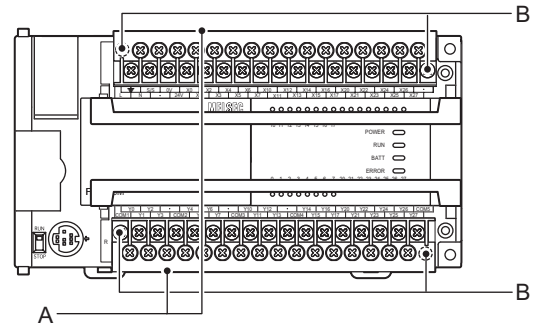 B
S/S 0V X0 X2 X4 X6 X10 X12 X14 X16 X20 X22 X24 X26
L N - 24V X1 X3 X5 X7 X11 X13 X15 X17 X21 X23 X25 X27
MELSEC
POWER
RUN
BATT
ERROR
Y0 Y2 - Y4 Y6 - Y10 Y12 - Y14 Y16 Y20 Y22 Y24 Y26 COM5
COM1 Y1 Y3 COM2 Y7 COM3 Y11 Y13 COM4 Y15 Y17 Y21 Y23 Y25 Y27
RUN
STOP
R
B
A